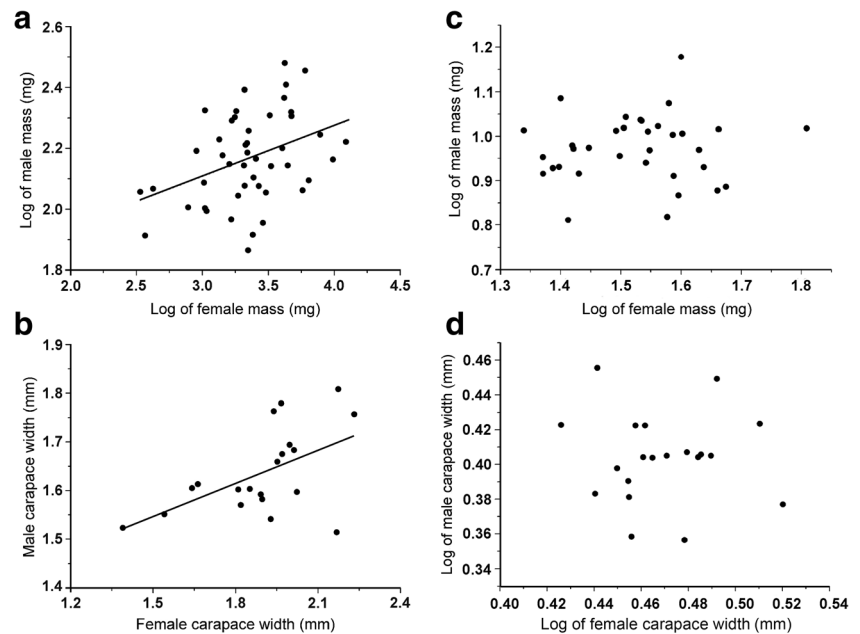 a
Log of male mass (mg)
2.6
2.4
2.2
2.0
1.8
2.0 2.5 3.0 3.5 4.0 4.5
Log of female mass (mg)
b
Male carapace width (mm)
1.9
1.8
1.7
1.6
1.5
1.4
1.2 1.5 1.8 2.1 2.4
Female carapace width (mm)
c
Log of male mass (mg)
1.2
1.1
1.0
0.9
0.8
0.7
1.3 1.4 1.5 1.6 1.7 1.8
Log of female mass (mg)
d
Log of male carapace width (mm)
0.46
0.44
0.42
0.40
0.38
0.36
0.34
0.40 0.42 0.44 0.46 0.48 0.50 0.52 0.54
Log of female carapace width (mm)